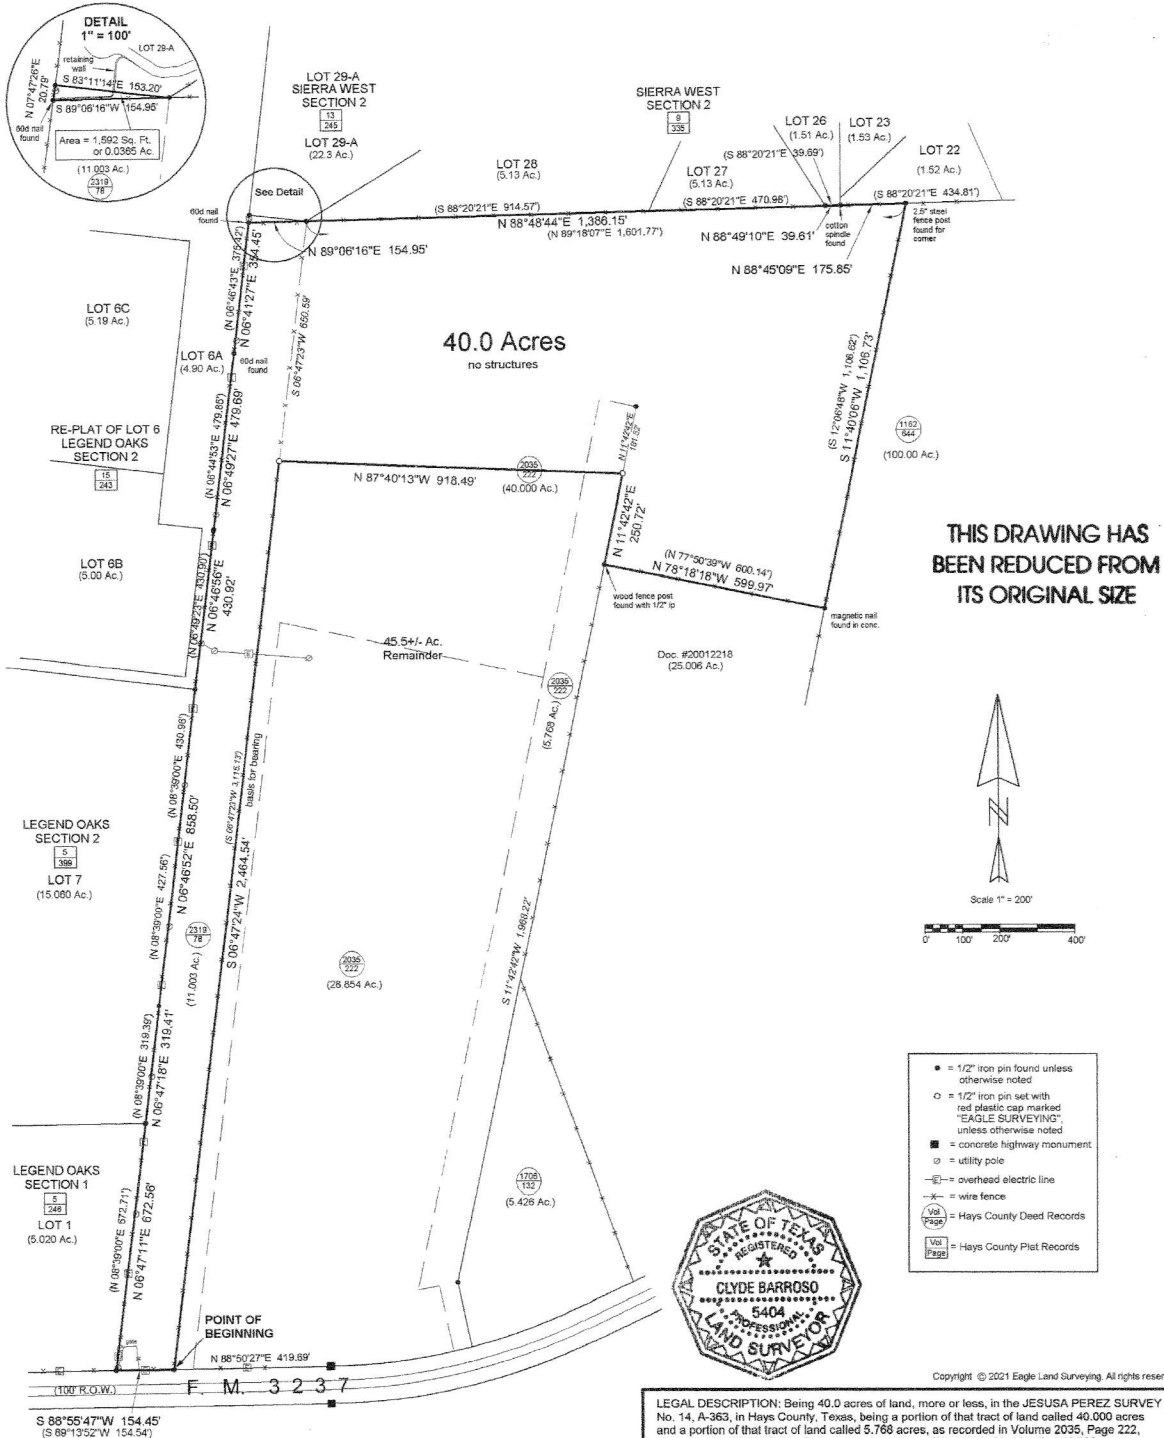 DETAIL
1" = 100'
LOT 29-A
retaining
wall
N 07°47'26"E
20.79'
S 83°11'14"E 153.20'
S 89°06'16"W 154.95'
60d nail
found
Area = 1,592 Sq. Ft.
or 0.0365 Ac.
(11.003 Ac.)
2319
78
LOT 29-A
SIERRA WEST
SECTION 2
13
245
LOT 29-A
(22.3 Ac.)
See Detail
60d nail
found
SIERRA WEST
SECTION 2
9
335
LOT 28
(5.13 Ac.)
LOT 27
(5.13 Ac.)
LOT 26
(1.51 Ac.)
LOT 23
(1.53 Ac.)
LOT 22
(1.52 Ac.)
(S 88°20'21"E 39.69')
(S 88°20'21"E 914.57')
(S 88°20'21"E 470.98')
(S 88°20'21"E 434.81')
N 88°48'44"E 1,386.15'
(N 89°18'07"E 1,601.77')
N 89°06'16"E 154.95'
N 88°49'10"E 39.61'
cotton
spindle
found
2.5" steel
fence post
found for
corner
N 88°45'09"E 175.85'
(N 06°46'43"E 375.42')
N 06°41'27"E 354.45'
S 06°47'23"W 650.59'
LOT 6C
(5.19 Ac.)
LOT 6A
(4.90 Ac.)
60d nail
found
40.0 Acres
no structures
(S 12°06'48"W 1,106.62')
S 11°40'06"W 1,106.73'
1162
644
(100.00 Ac.)
RE-PLAT OF LOT 6
LEGEND OAKS
SECTION 2
15
243
(N 06°44'53"E 479.85')
N 06°49'27"E 479.69'
N 11°42'42"E
181.52'
N 87°40'13"W 918.49'
2035
222
(40.000 Ac.)
N 11°42'42"E
250.72'
(N 77°50'39"W 600.14')
N 78°18'18"W 599.97'
wood fence post
found with 1/2" ip
magnetic nail
found in conc.
THIS DRAWING HAS
BEEN REDUCED FROM
ITS ORIGINAL SIZE
LOT 6B
(5.00 Ac.)
(N 06°49'23"E 430.90')
N 06°46'56"E
430.92'
45.5+/- Ac.
Remainder
Doc. #20012218
(25.006 Ac.)
2035
222
(5.768 Ac.)
(N 08°39'00"E 430.98')
N 06°46'52"E 858.50'
(N 08°39'00"E 427.56')
(S 06°47'23"W 3,115.13')
basis for bearing
S 06°47'24"W 2,464.54'
LEGEND OAKS
SECTION 2
5
399
LOT 7
(15.060 Ac.)
N
Scale 1" = 200'
0' 100' 200' 400'
2319
78
(11.003 Ac.)
2035
222
(28.854 Ac.)
S 11°42'42"W 1,968.22'
(N 08°39'00"E 319.39')
N 06°47'18"E 319.41'
= 1/2" iron pin found unless
otherwise noted
= 1/2" iron pin set with
red plastic cap marked
"EAGLE SURVEYING",
unless otherwise noted
= concrete highway monument
= utility pole
E = overhead electric line
= wire fence
Vol
Page
= Hays County Deed Records
Vol
Page
= Hays County Plat Records
LEGEND OAKS
SECTION 1
5
246
LOT 1
(5.020 Ac.)
(N 08°39'00"E 672.71')
N 06°47'11"E 672.56'
1706
132
(5.426 Ac.)
STATE OF TEXAS
REGISTERED
CLYDE BARROSO
5404
PROFESSIONAL
LAND SURVEYOR
POINT OF
BEGINNING
N 88°50'27"E 419.69'
(100' R.O.W.)
F. M. 3237
S 88°55'47"W 154.45'
(S 89°13'52"W 154.54')
Copyright © 2021 Eagle Land Surveying. All rights reser
LEGAL DESCRIPTION: Being 40.0 acres of land, more or less, in the JESUSA PEREZ SURVEY
No. 14, A-363, in Hays County, Texas, being a portion of that tract of land called 40.000 acres
and a portion of that tract of land called 5.768 acres, as recorded in Volume 2035, Page 222,